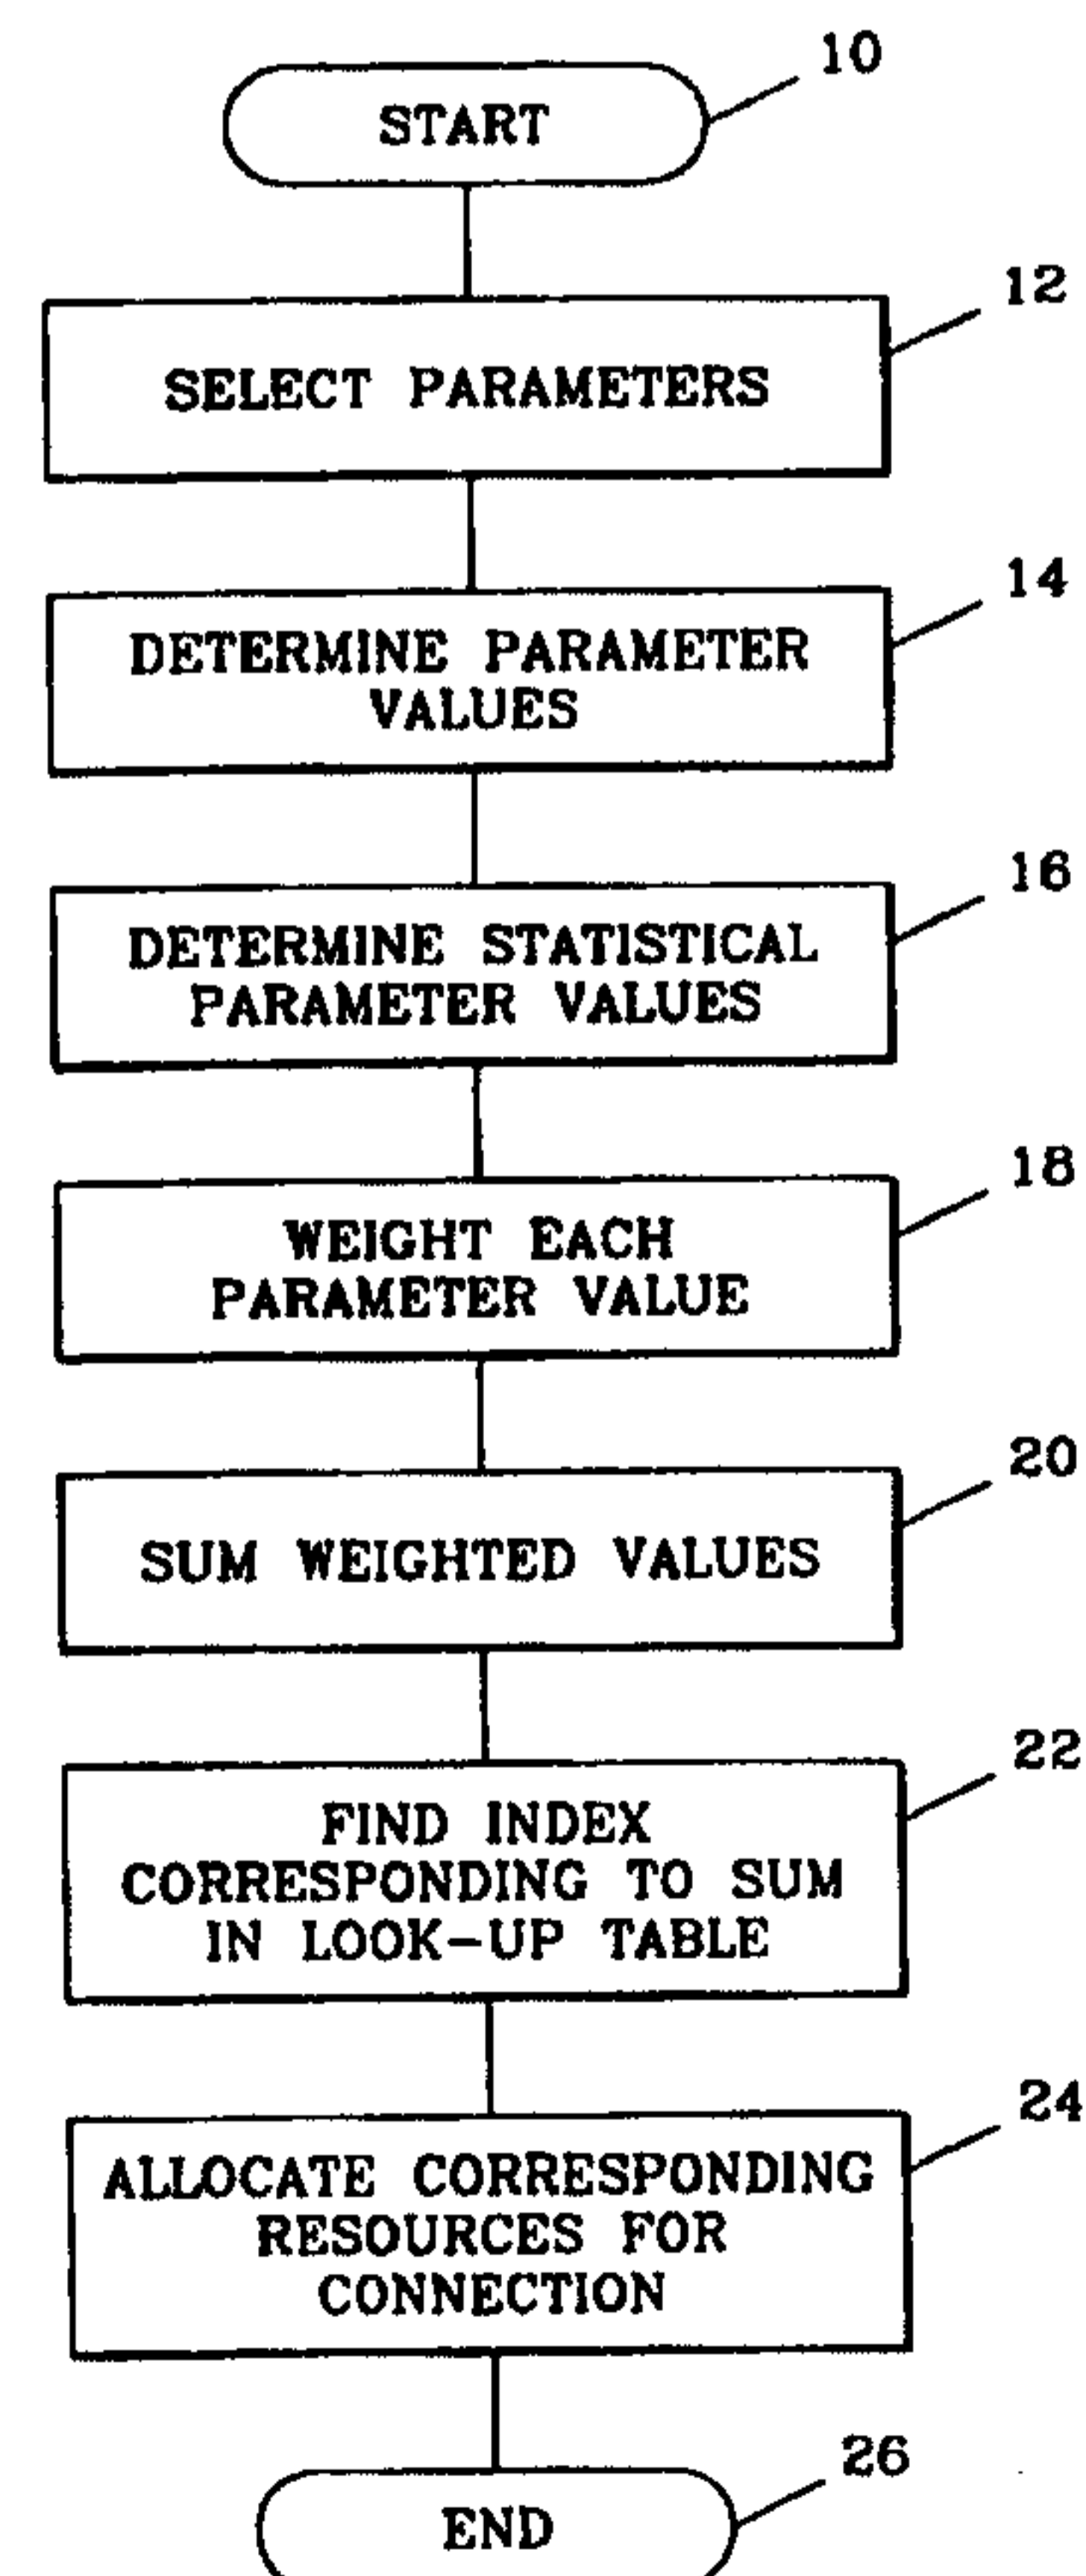 10
START
12
SELECT PARAMETERS
14
DETERMINE PARAMETER
VALUES
16
DETERMINE STATISTICAL
PARAMETER VALUES
18
WEIGHT EACH
PARAMETER VALUE
20
SUM WEIGHTED VALUES
22
FIND INDEX
CORRESPONDING TO SUM
IN LOOK-UP TABLE
24
ALLOCATE CORRESPONDING
RESOURCES FOR
CONNECTION
26
END